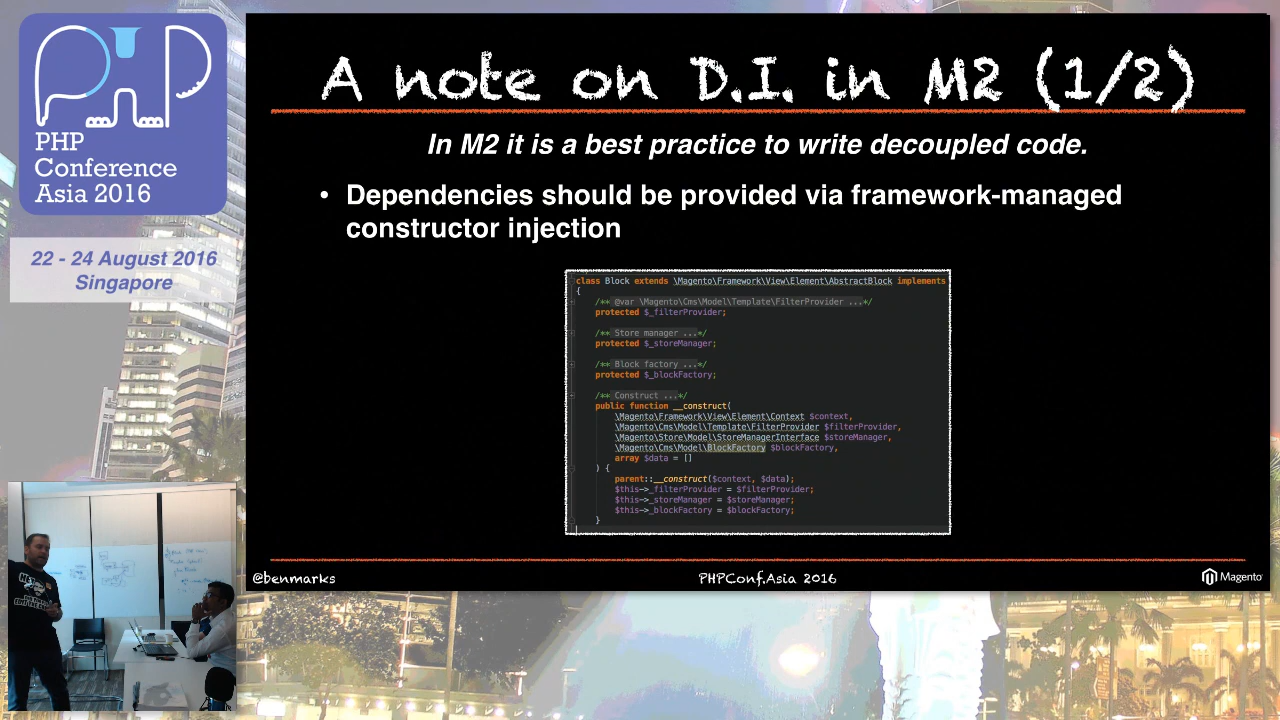 PHP
Conference
Asia 2016
22 - 24 August 2016
Singapore
A note on D.I. in M2 (1/2)
In M2 it is a best practice to write decoupled code.
• Dependencies should be provided via framework-managed
constructor injection
class Block extends \Magento\Framework\View\Element\AbstractBlock implements
{
/** @var \Magento\Cms\Model\Template\FilterProvider ...*/
protected $_filterProvider;
/** Store manager ...*/
protected $_storeManager;
/** Block factory ...*/
protected $_blockFactory;
/** Construct ...*/
public function __construct(
\Magento\Framework\View\Element\Context $context,
\Magento\Cms\Model\Template\FilterProvider $filterProvider,
\Magento\Store\Model\StoreManagerInterface $storeManager,
\Magento\Cms\Model\BlockFactory $blockFactory,
array $data = []
) {
parent::__construct($context, $data);
$this->_filterProvider = $filterProvider;
$this->_storeManager = $storeManager;
$this->_blockFactory = $blockFactory;
}
@benmarks
PHPConf.Asia 2016
Magento